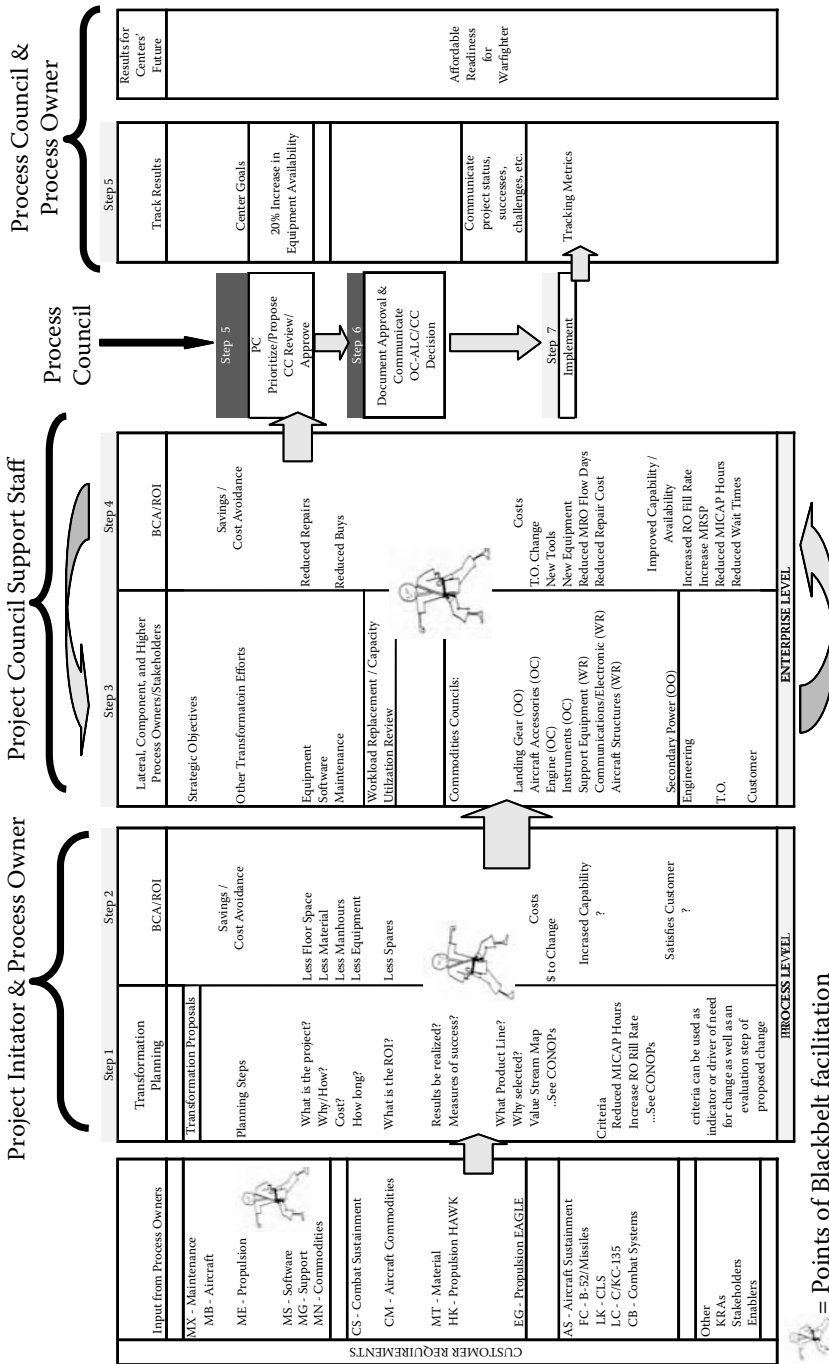 Project Initator & Process Owner
Project Council Support Staff
Process
Council
Process Council &
Process Owner
CUSTOMER REQUIREMENTS
Input from Process Owners
MX - Maintenance
MB - Aircraft
ME - Propulsion
MS - Software
MG - Support
MN - Commodities
CS - Combat Sustainment
CM - Aircraft Commodities
MT - Material
HK - Propulsion HAWK
EG - Propulsion EAGLE
AS - Aircraft Sustainment
FC - B-52/Missiles
LK - CLS
LC - C/KC-135
CB - Combat Systems
Other
KRAs
Stakeholders
Enablers
Step 1
Transformation
Planning
Transformation Proposals
Planning Steps
What is the project?
Why/How?
Cost?
How long?
What is the ROI?
Results be realized?
Measures of success?
What Product Line?
Why selected?
Value Stream Map
...See CONOPs
Criteria
Reduced MICAP Hours
Increase RO Rill Rate
...See CONOPs
criteria can be used as
indicator or driver of need
for change as well as an
evaluation step of
proposed change
Step 2
BCA/ROI
Savings /
Cost Avoidance
Less Floor Space
Less Material
Less Manhours
Less Equipment
Less Spares
Costs
$ to Change
Incrased Capability
?
Satisfies Customer
?
PROCESS LEVEL
Step 3
Lateral, Component, and Higher
Process Owners/Stakeholders
Strategic Objectives
Other Transformatoin Efforts
Equipment
Software
Maintenance
Workload Replacement / Capacity
Utilzation Review
Commodities Councils:
Landing Gear (OO)
Aircraft Accessories (OC)
Engine (OC)
Instruments (OC)
Support Equipment (WR)
Communications/Electronic (WR)
Aircraft Structures (WR)
Secondary Power (OO)
Engineering
T.O.
Customer
Step 4
BCA/ROI
Savings /
Cost Avoidance
Reduced Repairs
Reduced Buys
Costs
T.O. Change
New Tools
New Equipment
Reduced MRO Flow Days
Reduced Repair Cost
Improved Capability /
Availability
Increased RO Fill Rate
Increase MRSP
Reduced MICAP Hours
Reduced Wait Times
ENTERPRISE LEVEL
Step 5
PC
Prioritize/Propose
CC Review/
Approve
Step 6
Document Approval &
Communicate
OC-ALC/CC
Decision
Step 7
Implement
Step 5
Track Results
Center Goals
20% Increase in
Equipment Availability
Communicate
project status,
successes,
challenges, etc.
Tracking Metrics
Results for
Centers'
Future
Affordable
Readiness
for
Warfighter
= Points of Blackbelt facilitation